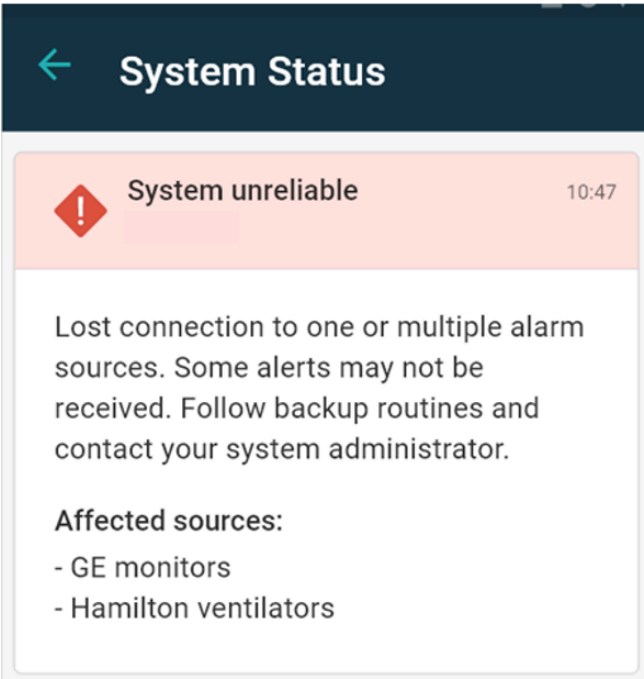 System Status
System unreliable
10:47
Lost connection to one or multiple alarm
sources. Some alerts may not be
received. Follow backup routines and
contact your system administrator.
Affected sources:
- GE monitors
- Hamilton ventilators